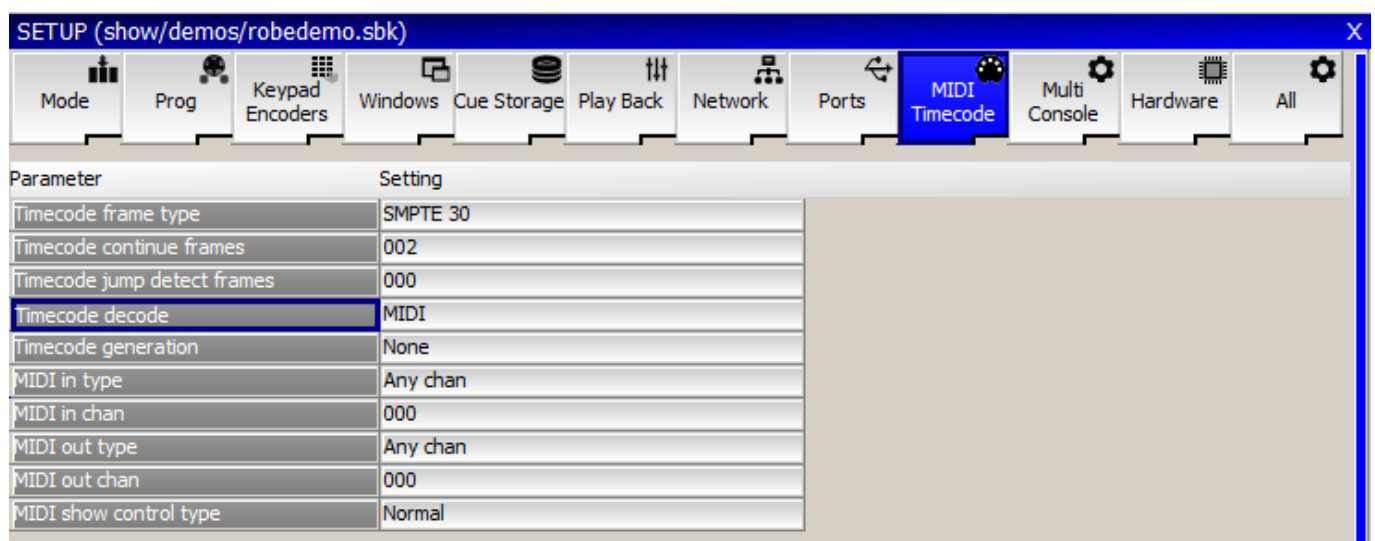 SETUP (show/demos/robedemo.sbk) X
Mode Prog Keypad Encoders Windows Cue Storage Play Back Network Ports MIDI Timecode Multi Console Hardware All
Parameter Setting
Timecode frame type SMPTE 30
Timecode continue frames 002
Timecode jump detect frames 000
Timecode decode MIDI
Timecode generation None
MIDI in type Any chan
MIDI in chan 000
MIDI out type Any chan
MIDI out chan 000
MIDI show control type Normal